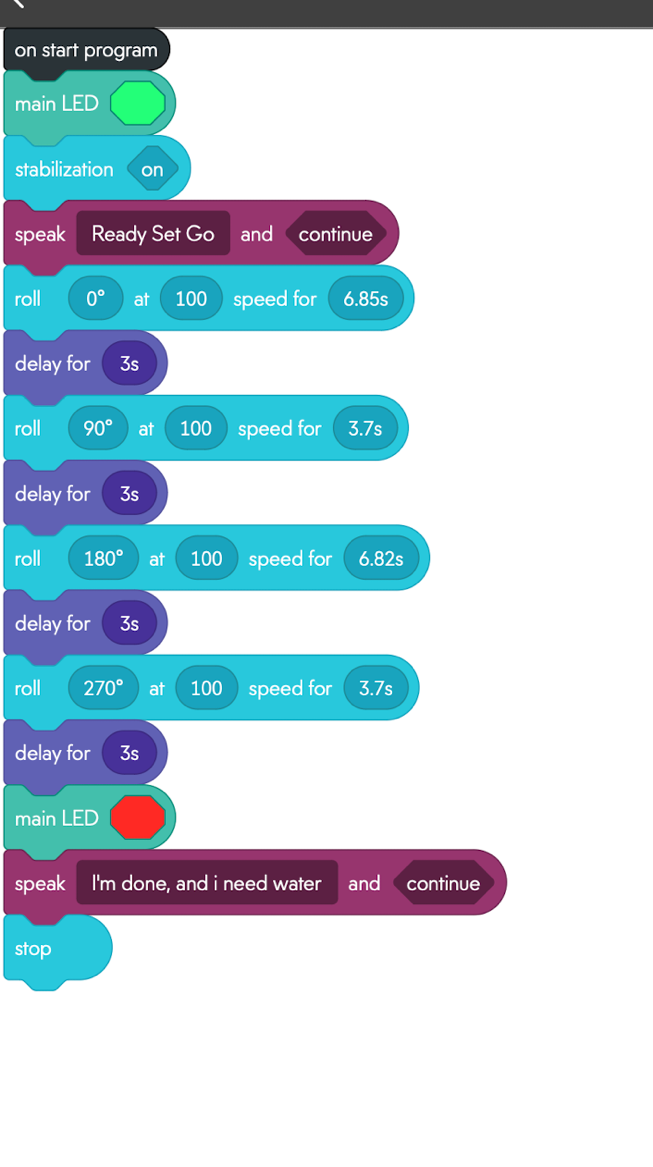 on start program
main LED
stabilization on
speak Ready Set Go and continue
roll 0° at 100 speed for 6.85s
delay for 3s
roll 90° at 100 speed for 3.7s
delay for 3s
roll 180° at 100 speed for 6.82s
delay for 3s
roll 270° at 100 speed for 3.7s
delay for 3s
main LED
speak I'm done, and i need water and continue
stop